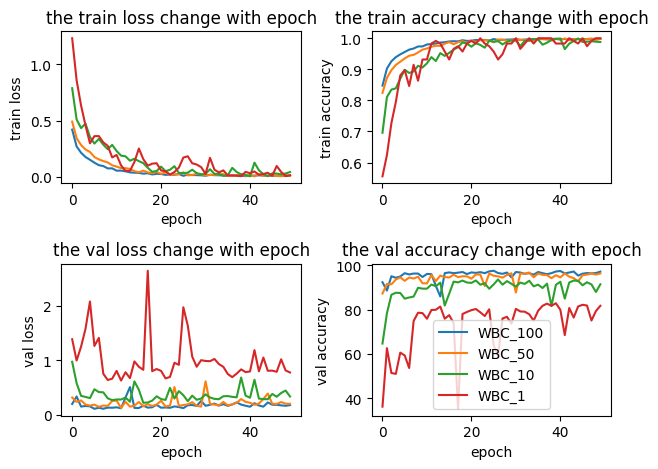 the train loss change with epoch
train loss
1.0
0.5
0.0
0
20
40
epoch
the train accuracy change with epoch
train accuracy
1.0
0.9
0.8
0.7
0.6
0
20
40
epoch
the val loss change with epoch
val loss
2
1
0
0
20
40
epoch
the val accuracy change with epoch
val accuracy
100
80
60
40
WBC_100
WBC_50
WBC_10
WBC_1
0
20
40
epoch